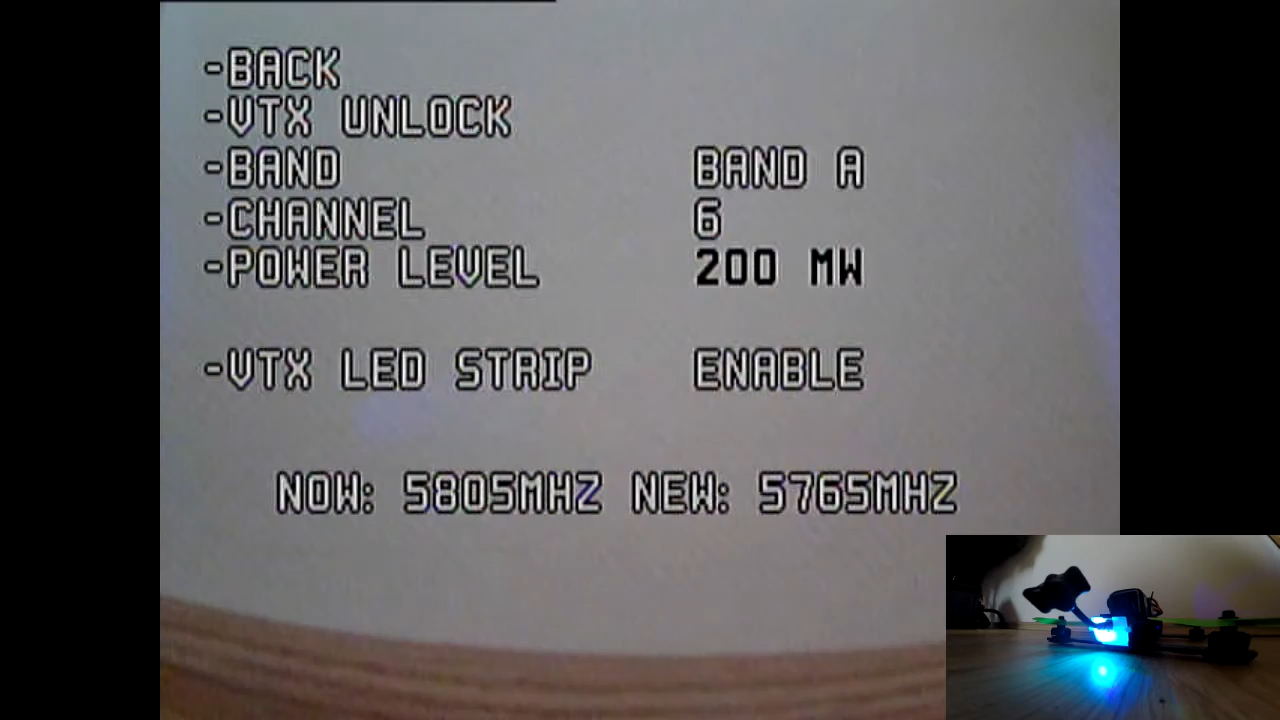 -BACK
-VTX UNLOCK
-BAND BAND A
-CHANNEL 6
-POWER LEVEL 200 MW
-VTX LED STRIP ENABLE
NOW: 5805MHZ NEW: 5765MHZ